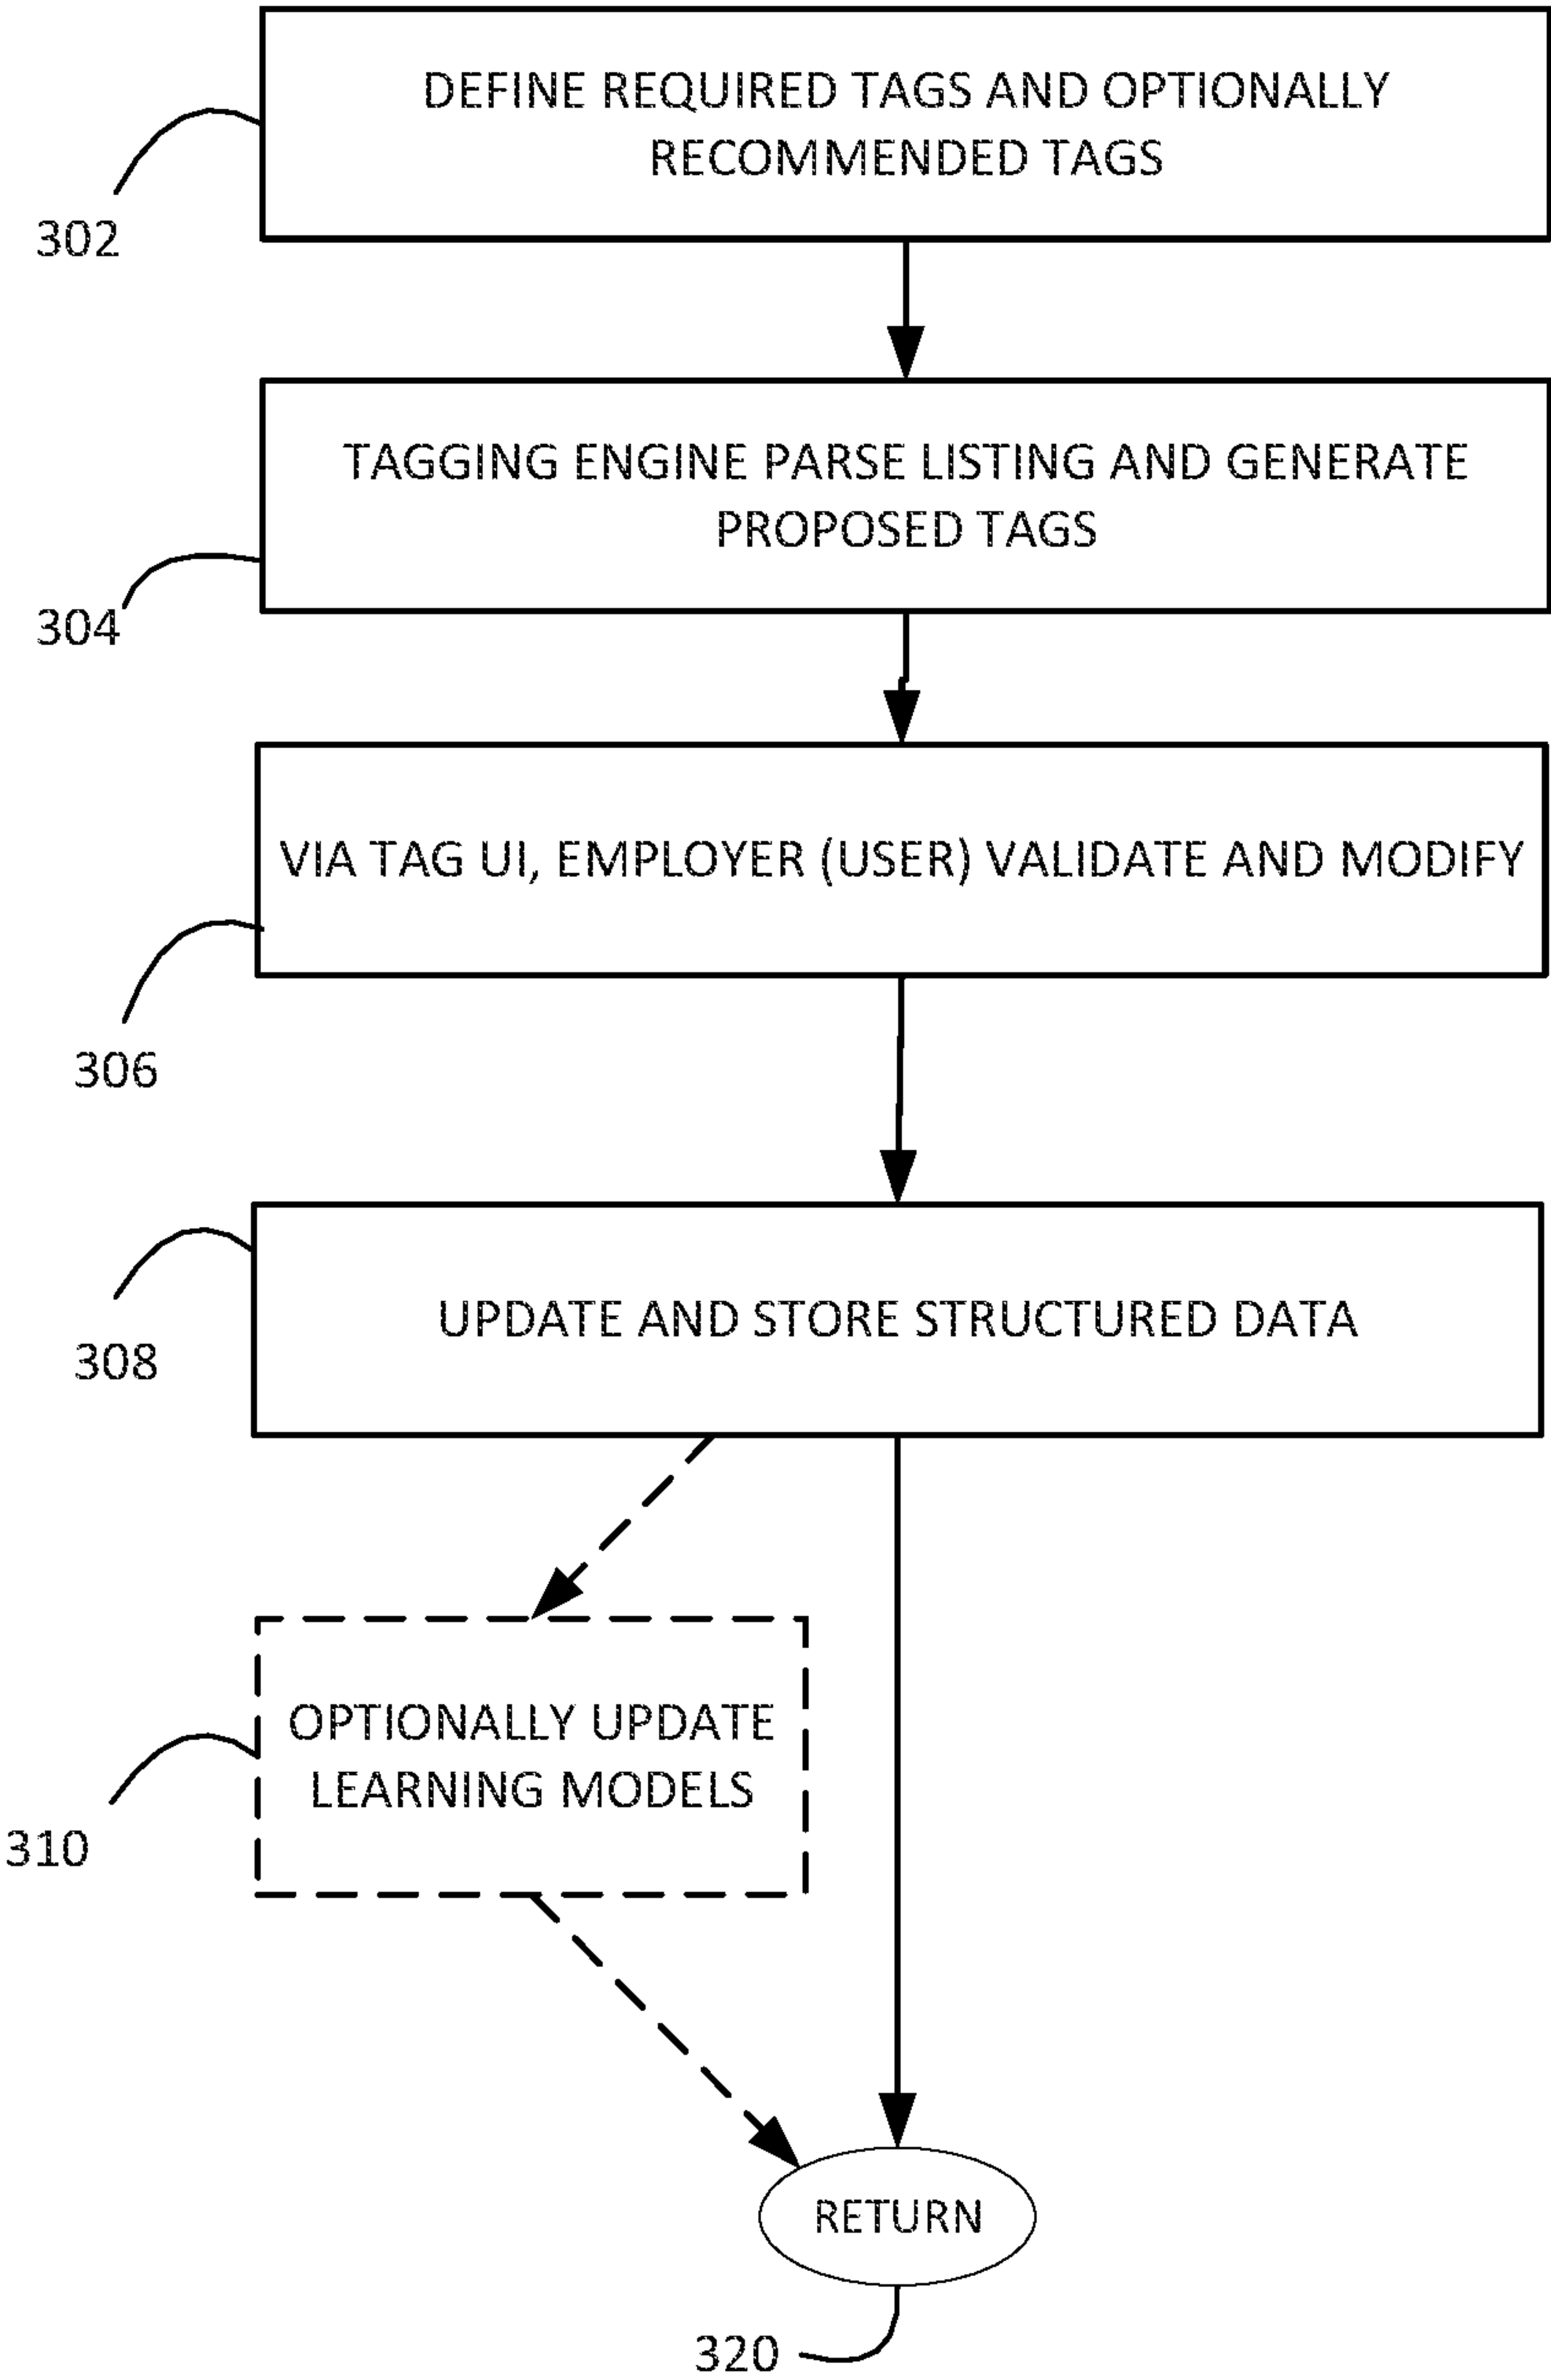 DEFINE REQUIRED TAGS AND OPTIONALLY
RECOMMENDED TAGS
302
TAGGING ENGINE PARSE LISTING AND GENERATE
PROPOSED TAGS
304
VIA TAG UI, EMPLOYER (USER) VALIDATE AND MODIFY
306
UPDATE AND STORE STRUCTURED DATA
308
OPTIONALLY UPDATE
LEARNING MODELS
310
RETURN
320